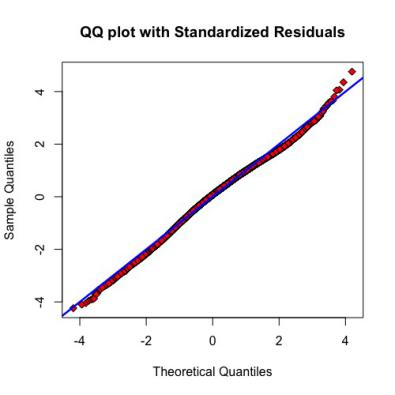 QQ plot with Standardized Residuals
Sample Quantiles
4
2
0
-2
-4
-4 -2 0 2 4
Theoretical Quantiles